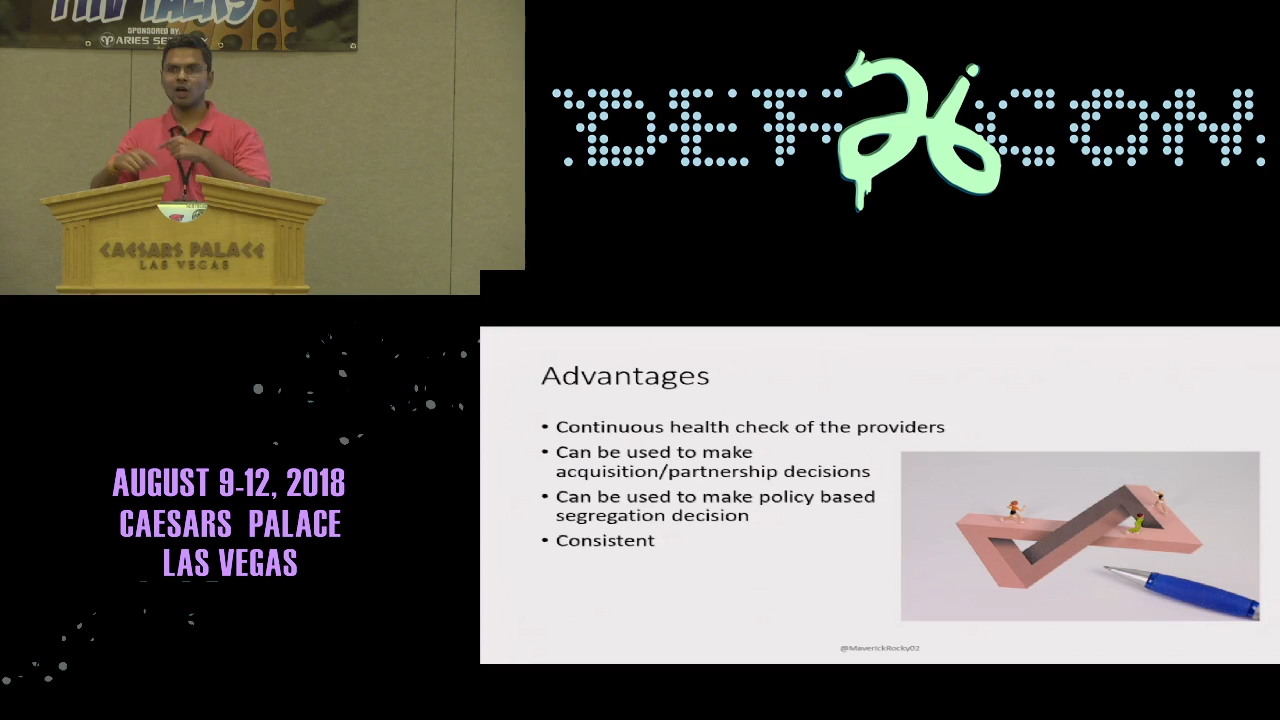 TALKS
SPONSORED BY:
ARIES SE
DEF 26 CON
CAESARS PALACE
LAS VEGAS
AUGUST 9-12, 2018
CAESARS PALACE
LAS VEGAS
Advantages
• Continuous health check of the providers
• Can be used to make
acquisition/partnership decisions
• Can be used to make policy based
segregation decision
• Consistent
@MaverickRocky02